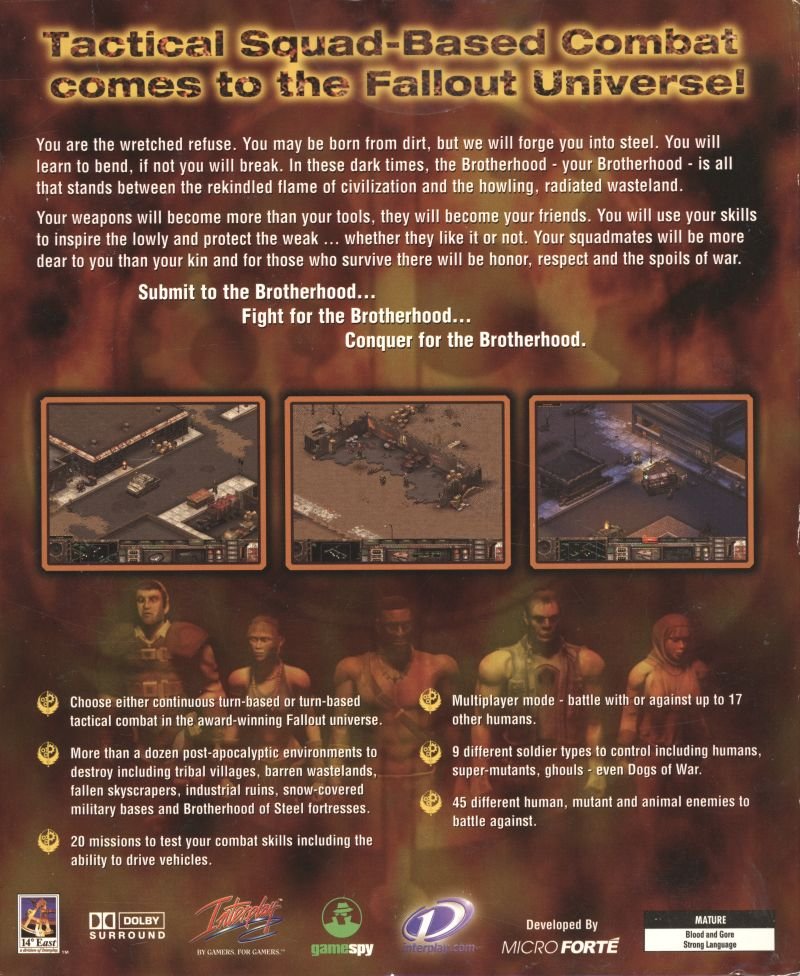 Tactical Squad-Based Combat
comes to the Fallout Universe!
You are the wretched refuse. You may be born from dirt, but we will forge you into steel. You will
learn to bend, if not you will break. In these dark times, the Brotherhood - your Brotherhood - is all
that stands between the rekindled flame of civilization and the howling, radiated wasteland.
Your weapons will become more than your tools, they will become your friends. You will use your skills
to inspire the lowly and protect the weak ... whether they like it or not. Your squadmates will be more
dear to you than your kin and for those who survive there will be honor, respect and the spoils of war.
Submit to the Brotherhood...
Fight for the Brotherhood...
Conquer for the Brotherhood.
Choose either continuous turn-based or turn-based
tactical combat in the award-winning Fallout universe.
More than a dozen post-apocalyptic environments to
destroy including tribal villages, barren wastelands,
fallen skyscrapers, industrial ruins, snow-covered
military bases and Brotherhood of Steel fortresses.
20 missions to test your combat skills including the
ability to drive vehicles.
Multiplayer mode - battle with or against up to 17
other humans.
9 different soldier types to control including humans,
super-mutants, ghouls - even Dogs of War.
45 different human, mutant and animal enemies to
battle against.
14° East
a division of Interplay
TM
DOLBY
SURROUND
Interplay
BY GAMERS. FOR GAMERS.™
gamespy
interplay.com
Developed By
MICRO FORTÉ
MATURE
Blood and Gore
Strong Language